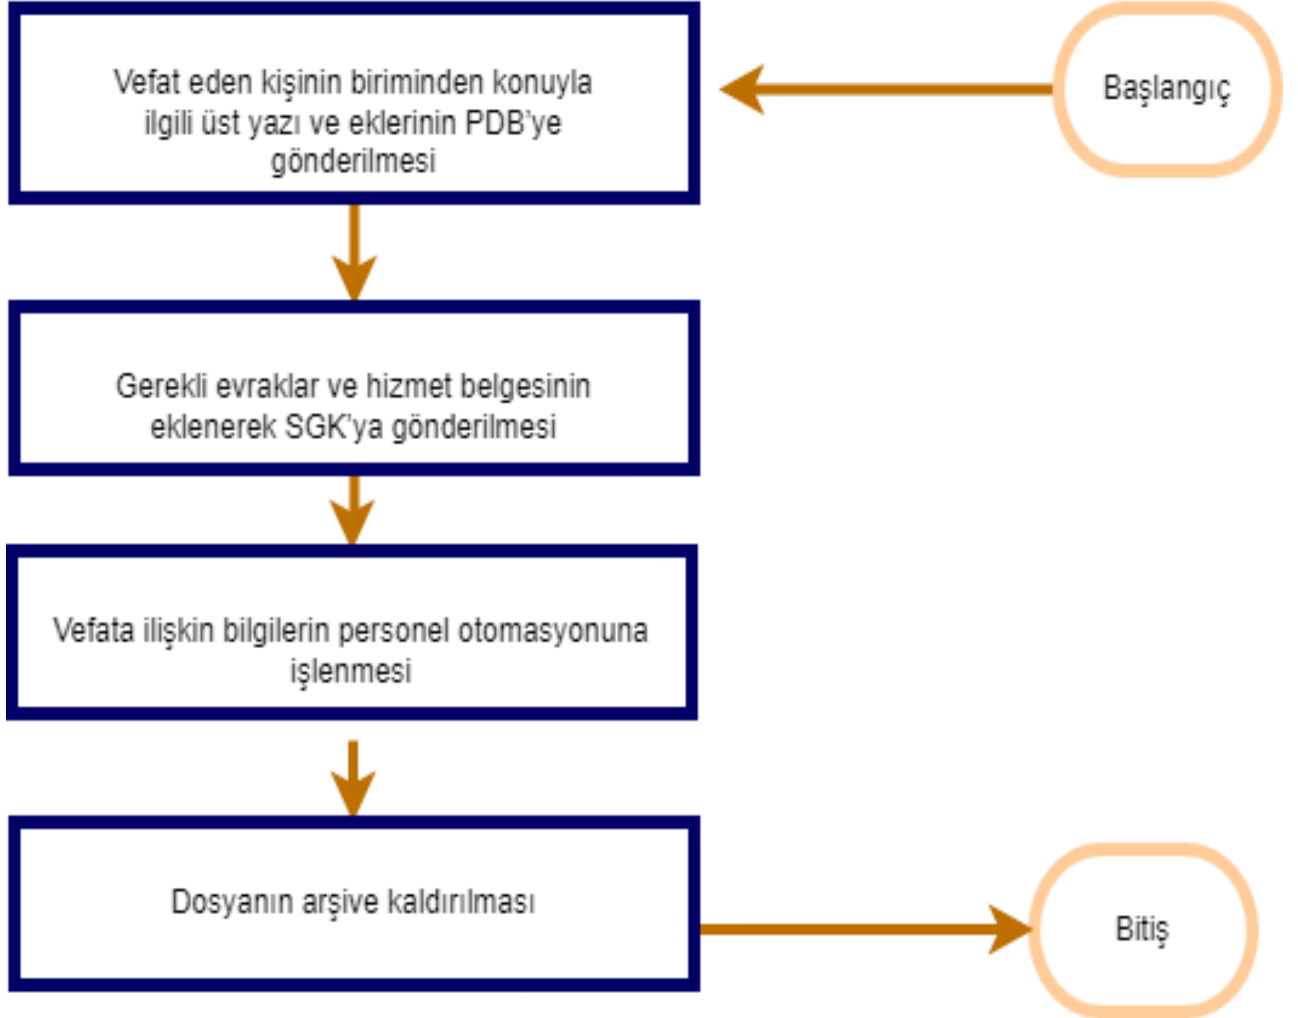 Başlangıç
Vefat eden kişinin biriminden konuyla
ilgili üst yazı ve eklerinin PDB'ye
gönderilmesi
Gerekli evraklar ve hizmet belgesinin
eklenerek SGK'ya gönderilmesi
Vefata ilişkin bilgilerin personel otomasyonuna
işlenmesi
Dosyanın arşive kaldırılması
Bitiş